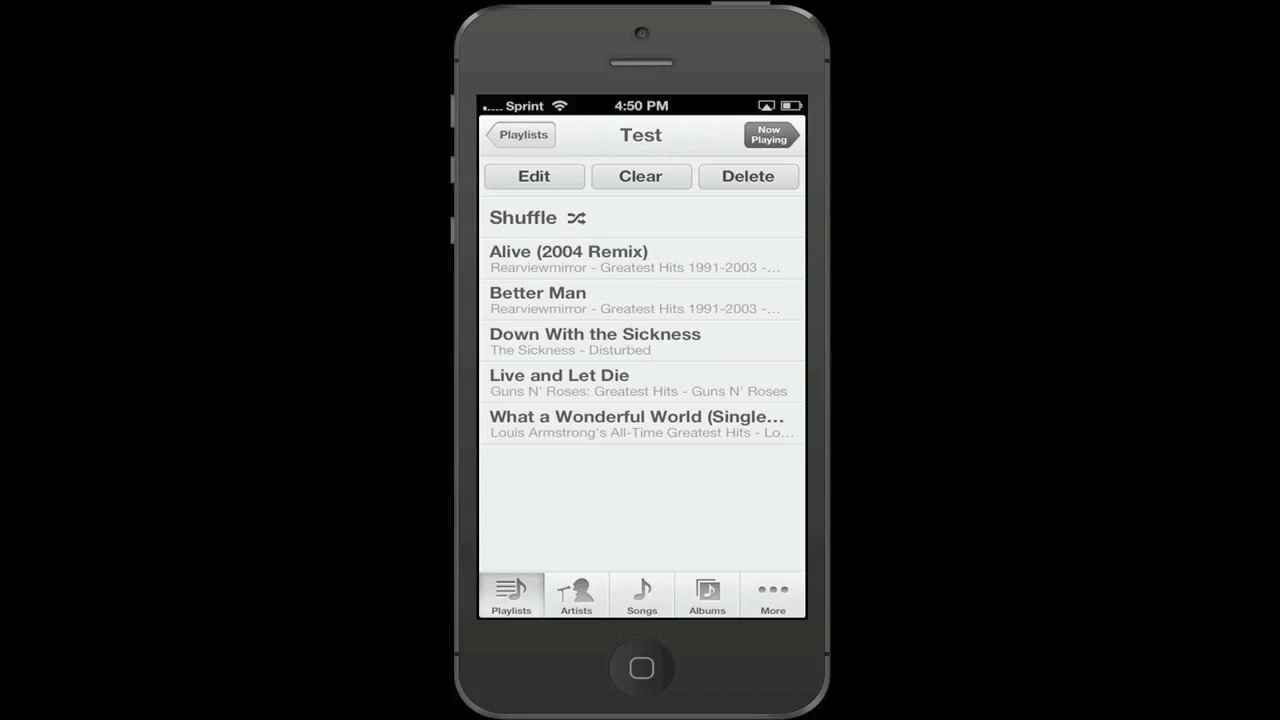 ..... Sprint 4:50 PM
Playlists Test Now Playing
Edit Clear Delete
Shuffle
Alive (2004 Remix)
Rearviewmirror - Greatest Hits 1991-2003 -...
Better Man
Rearviewmirror - Greatest Hits 1991-2003 -...
Down With the Sickness
The Sickness - Disturbed
Live and Let Die
Guns N' Roses: Greatest Hits - Guns N' Roses
What a Wonderful World (Single...
Louis Armstrong's All-Time Greatest Hits - Lo...
Playlists Artists Songs Albums More